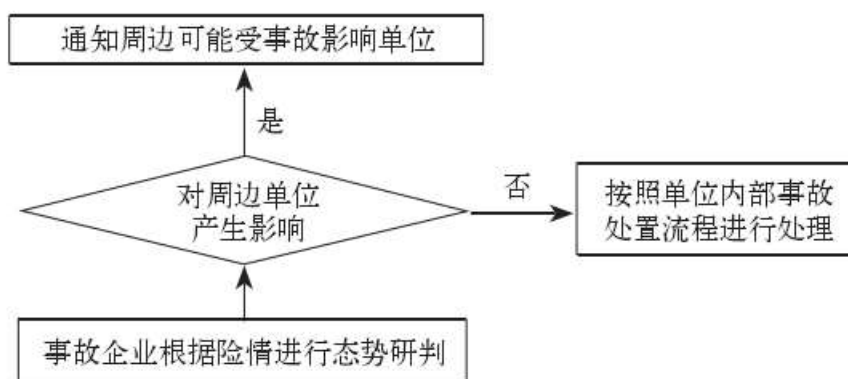 通知周边可能受事故影响单位
是
对周边单位
产生影响
否
按照单位内部事故
处置流程进行处理
事故企业根据险情进行态势研判